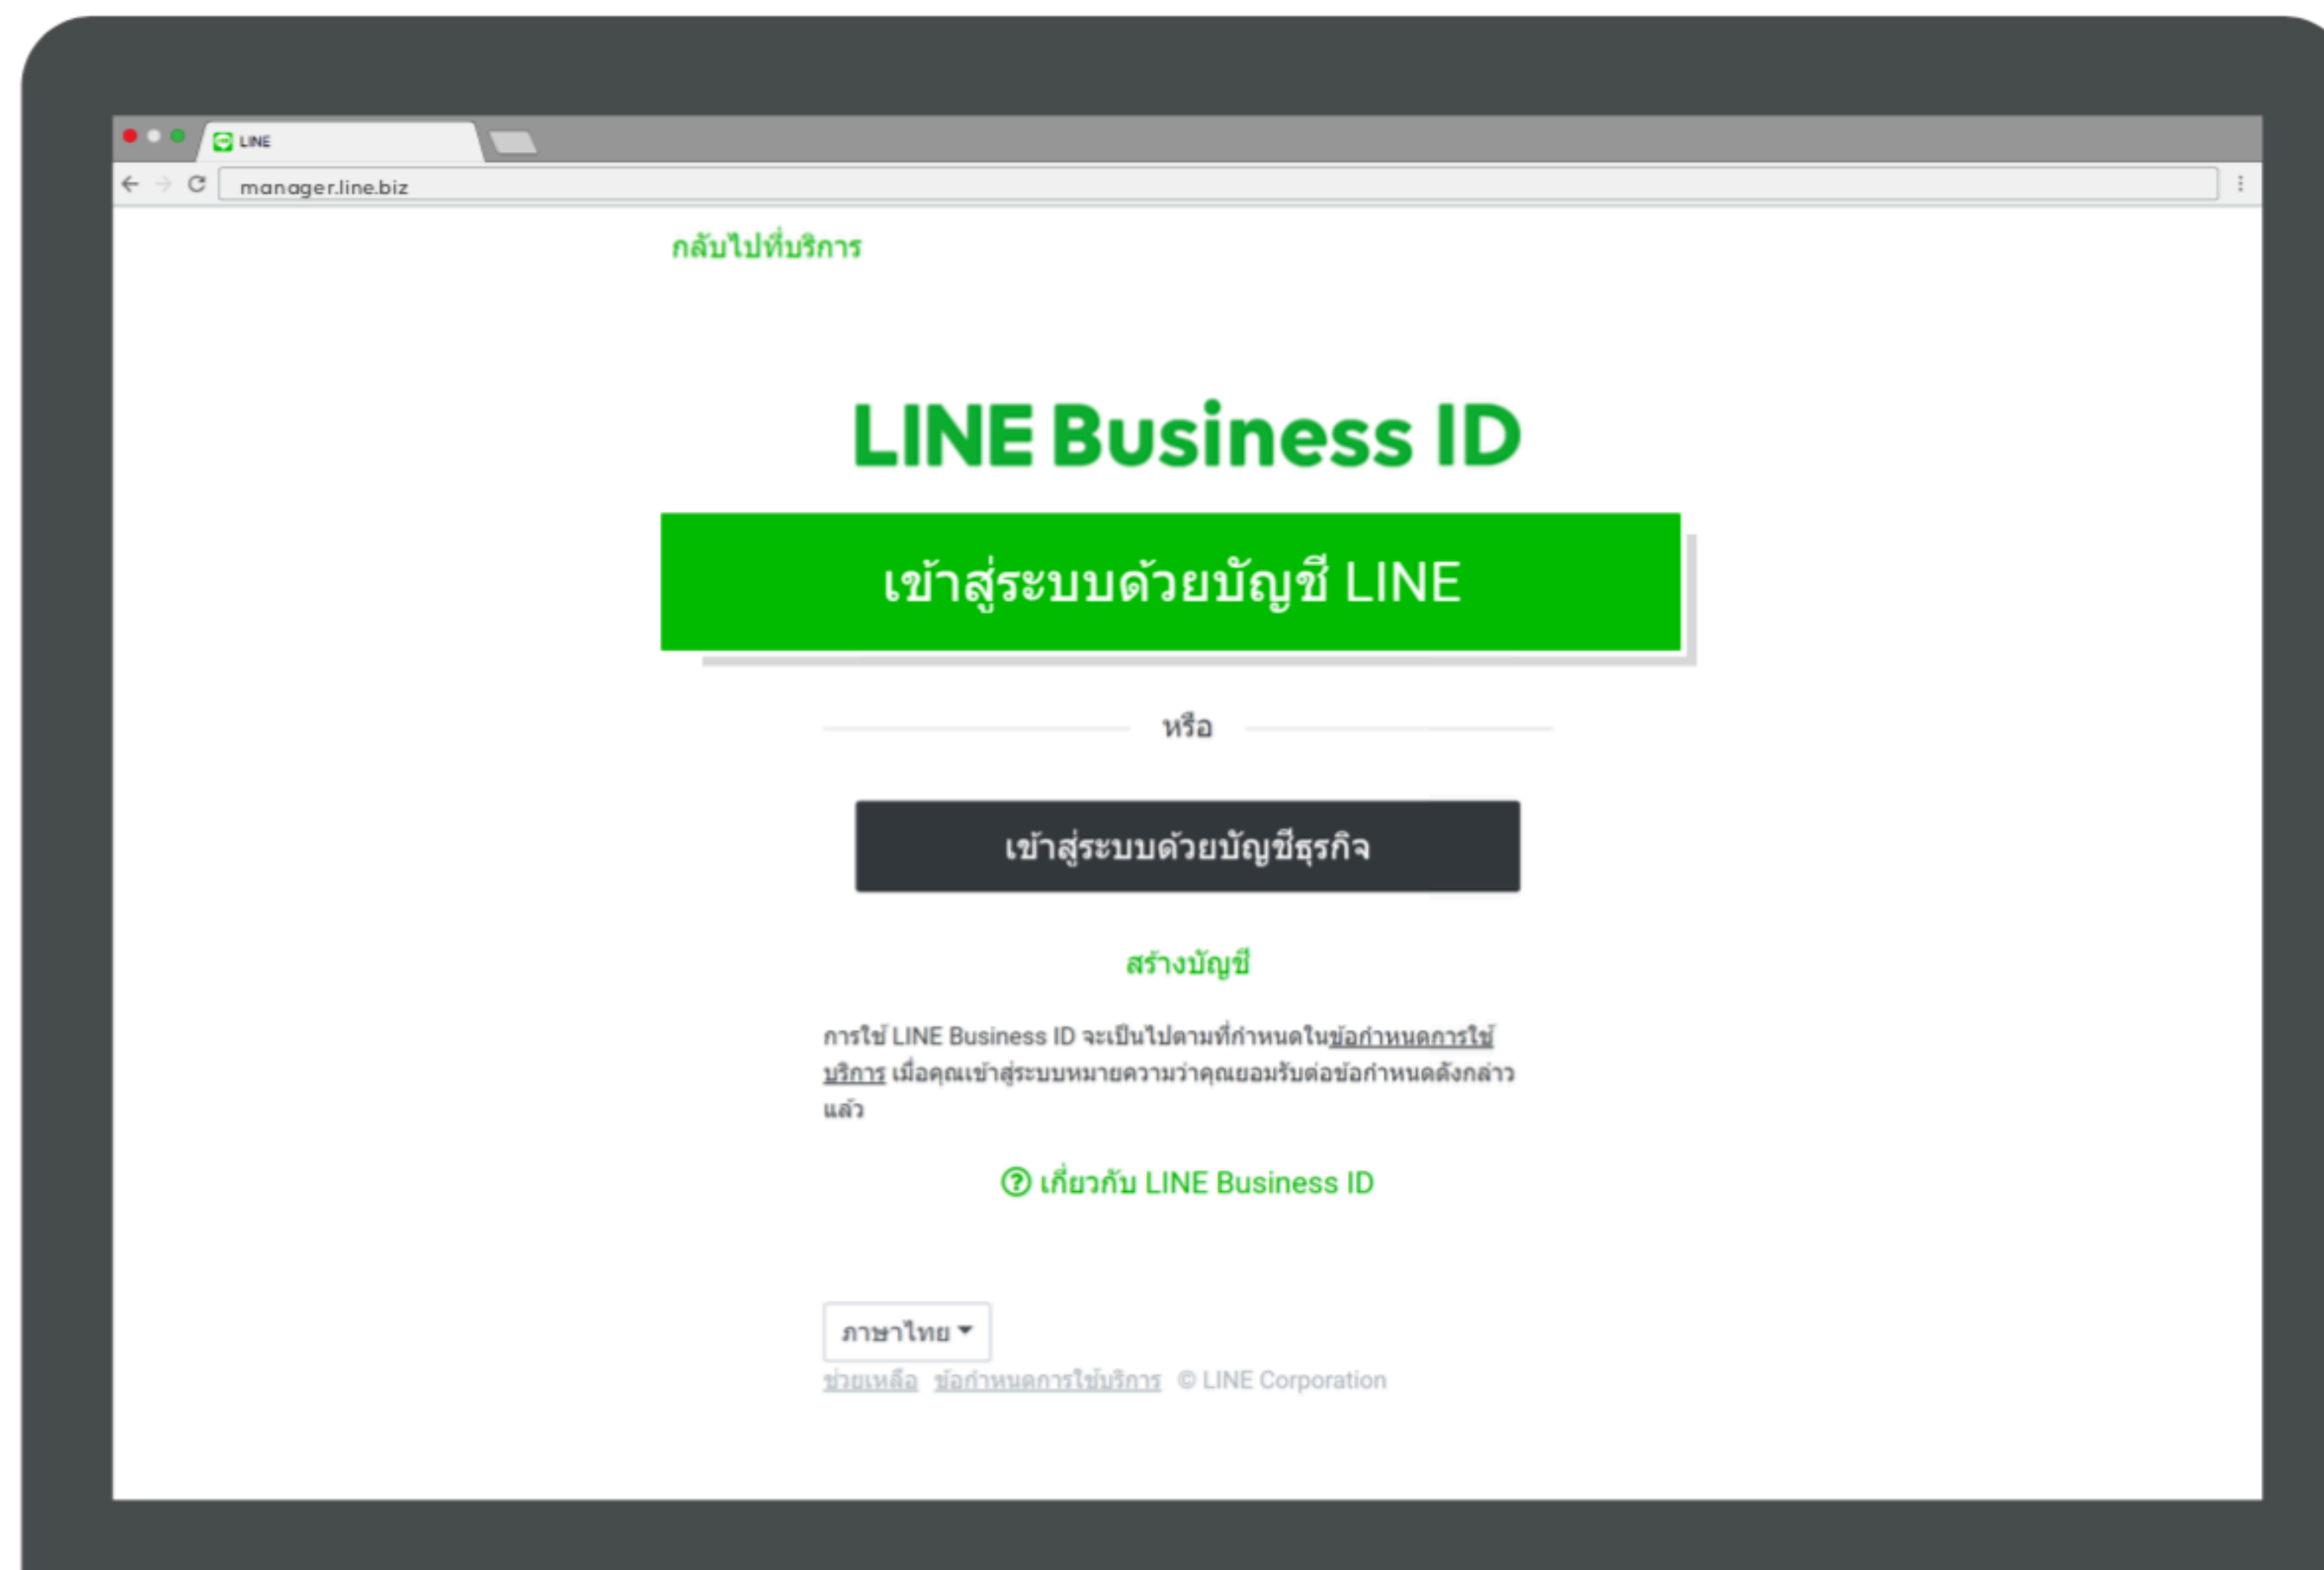 LINE
manager.line.biz
กลับไปที่บริการ
LINE Business ID
เข้าสู่ระบบด้วยบัญชี LINE
หรือ
เข้าสู่ระบบด้วยบัญชีธุรกิจ
สร้างบัญชี
การใช้ LINE Business ID จะเป็นไปตามที่กำหนดในข้อกำหนดการใช้
บริการ เมื่อคุณเข้าสู่ระบบหมายความว่าคุณยอมรับต่อข้อกำหนดดังกล่าว
แล้ว
? เกี่ยวกับ LINE Business ID
ภาษาไทย
ช่วยเหลือ ข้อกำหนดการใช้บริการ © LINE Corporation